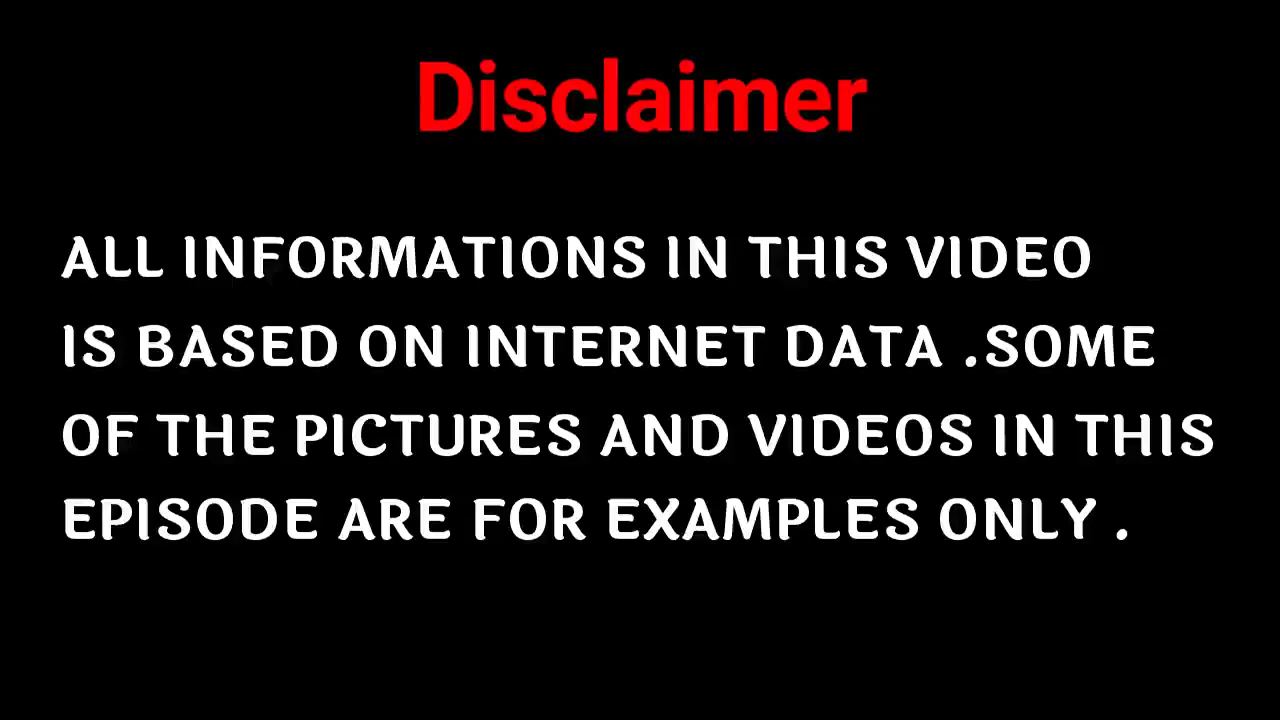 Disclaimer
ALL INFORMATIONS IN THIS VIDEO
IS BASED ON INTERNET DATA .SOME
OF THE PICTURES AND VIDEOS IN THIS
EPISODE ARE FOR EXAMPLES ONLY .